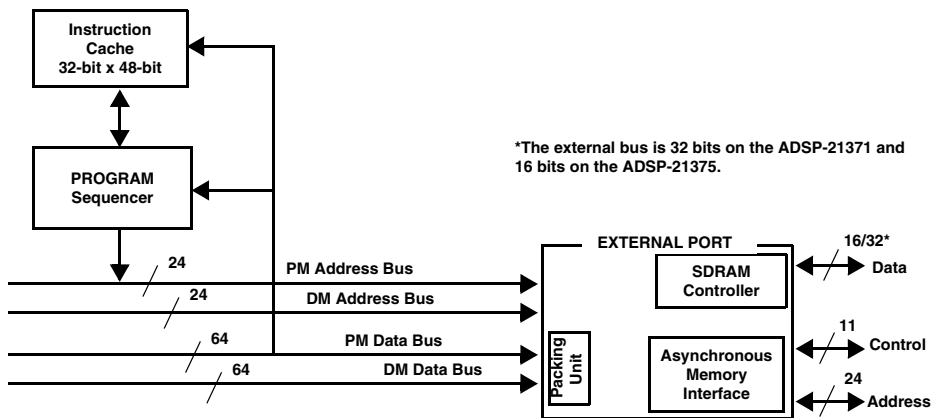 Instruction
Cache
32-bit x 48-bit
*The external bus is 32 bits on the ADSP-21371 and
16 bits on the ADSP-21375.
PROGRAM
Sequencer
EXTERNAL PORT
16/32*
Data
24
PM Address Bus
SDRAM
Controller
24
DM Address Bus
64
PM Data Bus
11
Control
64
DM Data Bus
Packing
Unit
Asynchronous
Memory
Interface
24
Address